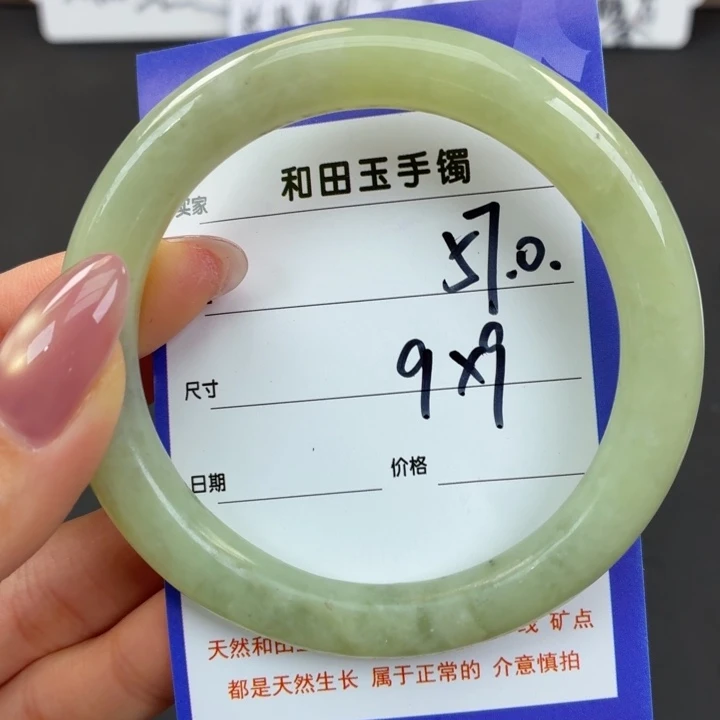 和田玉手镯
买家
57.0.
尺寸 9x9
日期 价格
天然和田 线 矿点
都是天然生长 属于正常的 介意慎拍